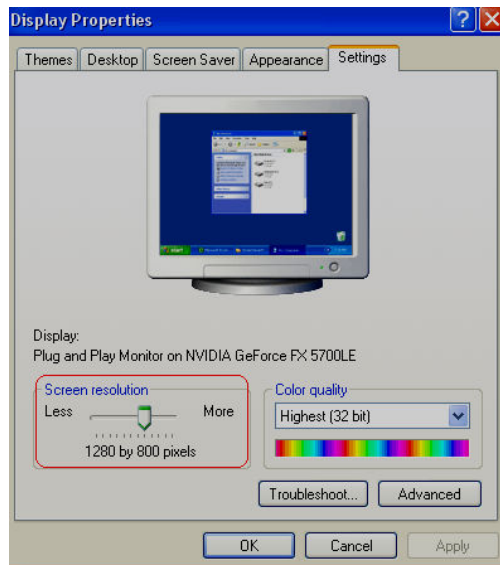 Display Properties
Themes Desktop Screen Saver Appearance Settings
start
Display:
Plug and Play Monitor on NVIDIA GeForce FX 5700LE
Screen resolution
Less More
1280 by 800 pixels
Color quality
Highest (32 bit)
Troubleshoot... Advanced
OK Cancel Apply